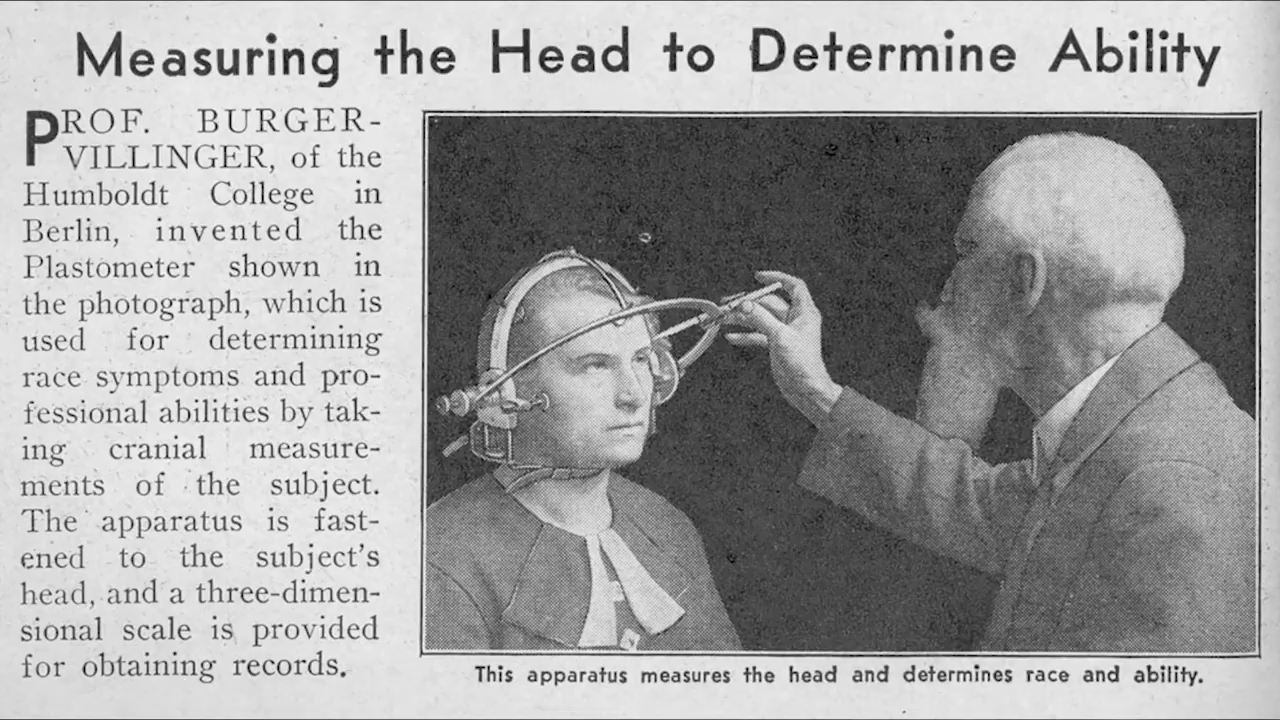 Measuring the Head to Determine Ability
PROF. BURGER-
VILLINGER, of the
Humboldt College in
Berlin, invented the
Plastometer shown in
the photograph, which is
used for determining
race symptoms and pro-
fessional abilities by tak-
ing cranial measure-
ments of the subject.
The apparatus is fast-
ened to the subject's
head, and a three-dimen-
sional scale is provided
for obtaining records.
This apparatus measures the head and determines race and ability.